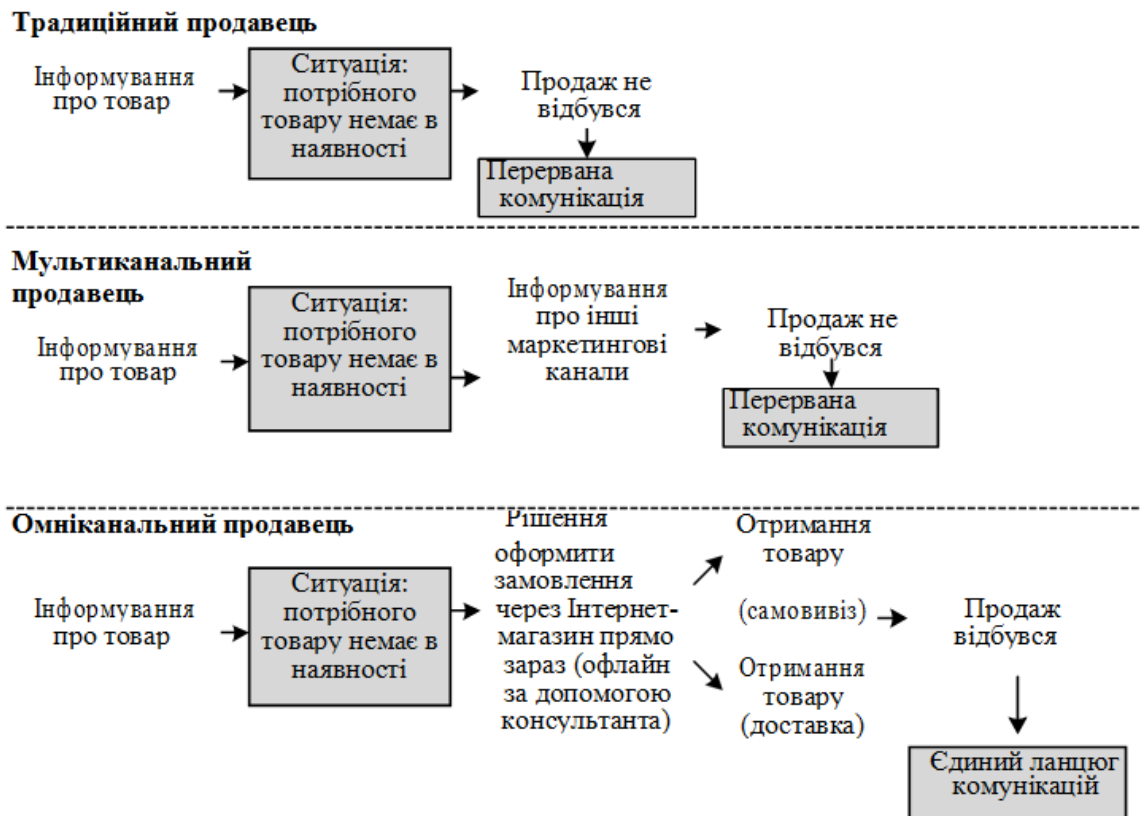 Традиційний продавець
Інформування
про товар
Ситуація:
потрібного
товару немає в
наявності
Продаж не
відбувся
Перервана
комунікація
Мультиканальний
продавець
Інформування
про товар
Ситуація:
потрібного
товару немає в
наявності
Інформування
про інші
маркетингові
канали
Продаж не
відбувся
Перервана
комунікація
Омніканальний продавець
Інформування
про товар
Ситуація:
потрібного
товару немає в
наявності
Рішення
оформити
замовлення
через Інтернет-
магазин прямо
зараз (офлайн
за допомогою
консультанта)
Отримання
товару
(самовивіз)
Отримання
товару
(доставка)
Продаж
відбувся
Єдиний ланцюг
комунікацій